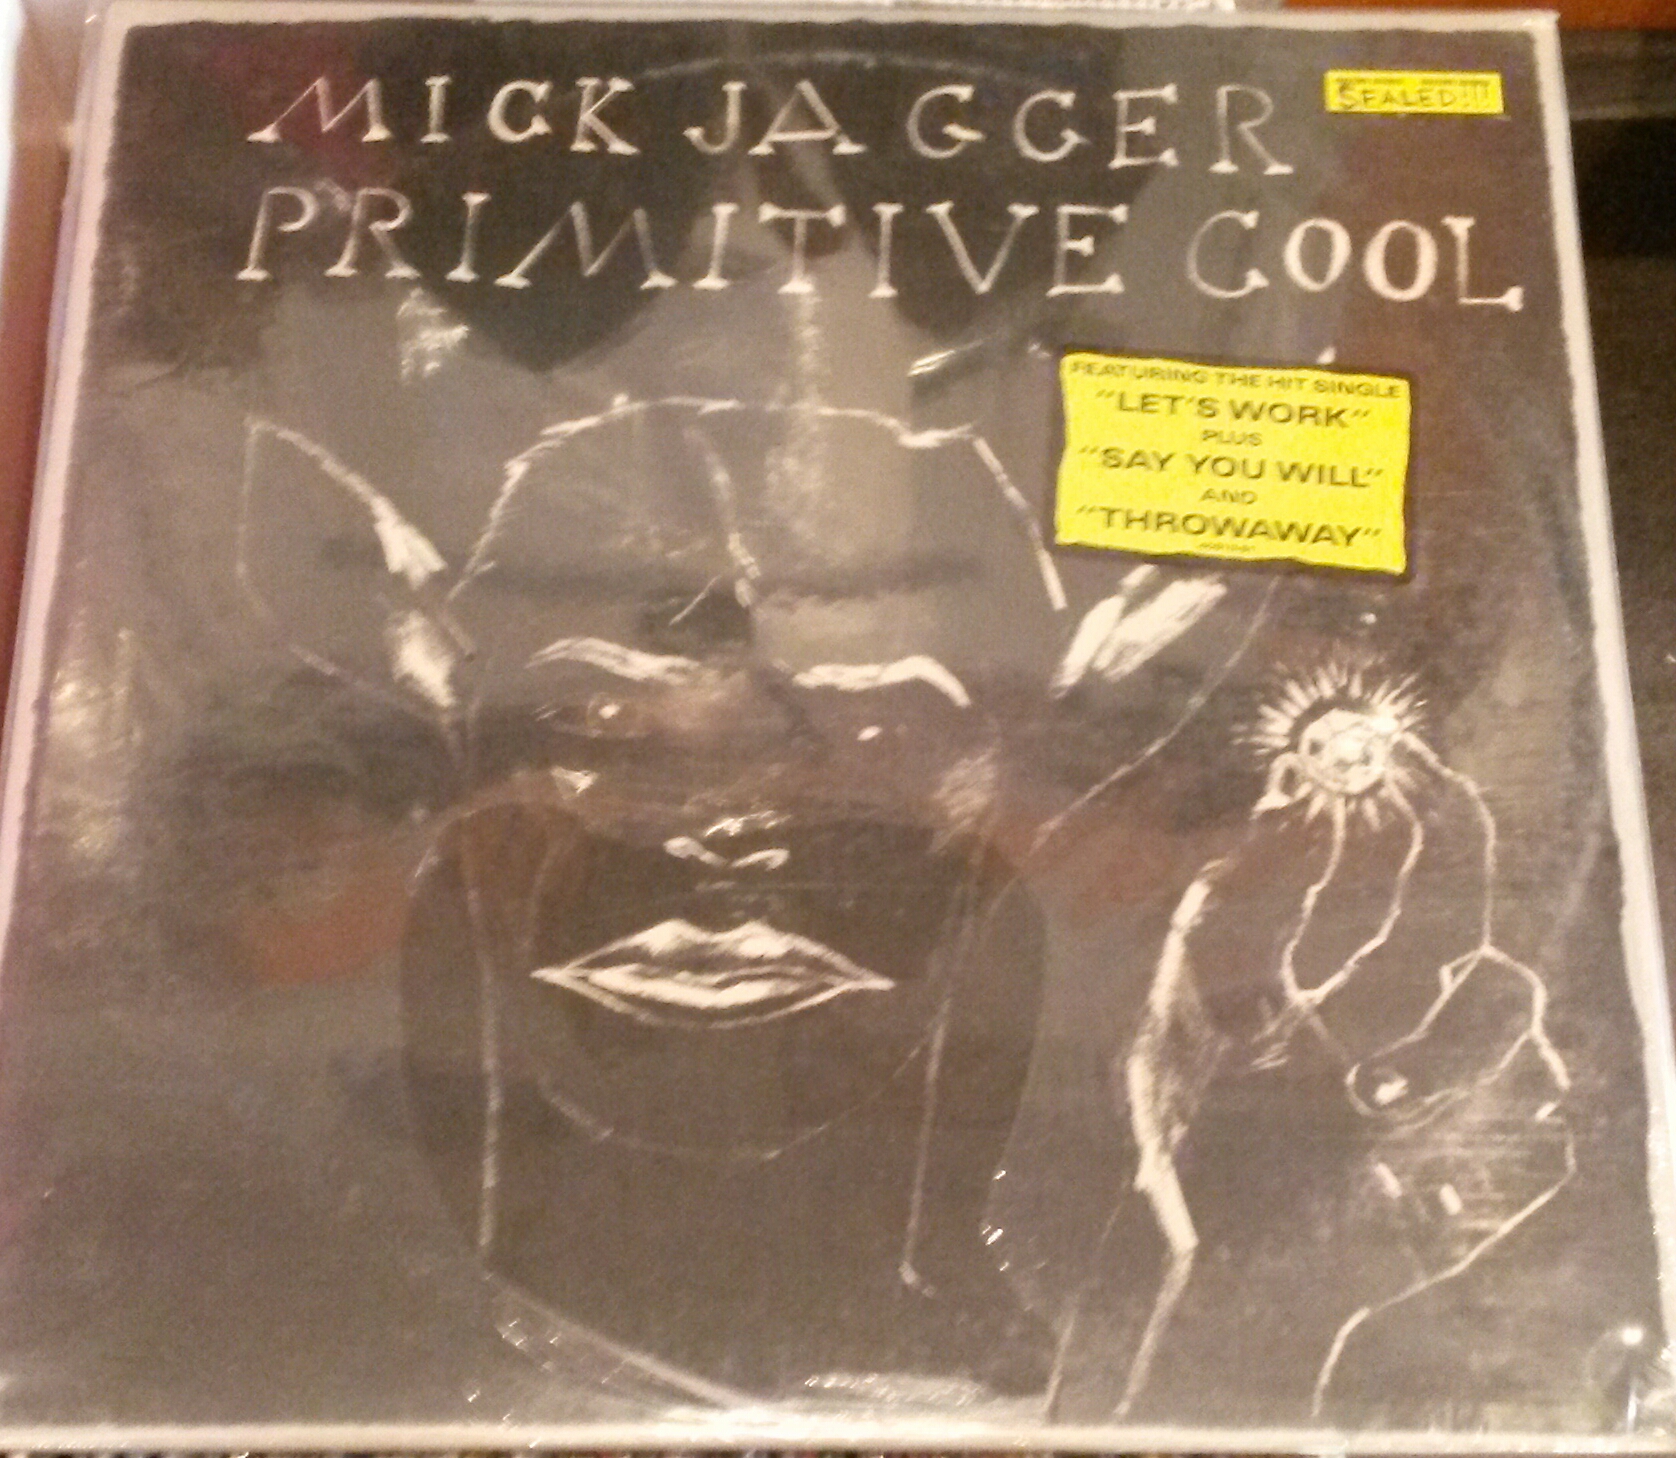 MICK JAGGER
SEALED!!!
PRIMITIVE COOL
FEATURING THE HIT SINGLE
"LET'S WORK"
PLUS
"SAY YOU WILL"
AND
"THROWAWAY"